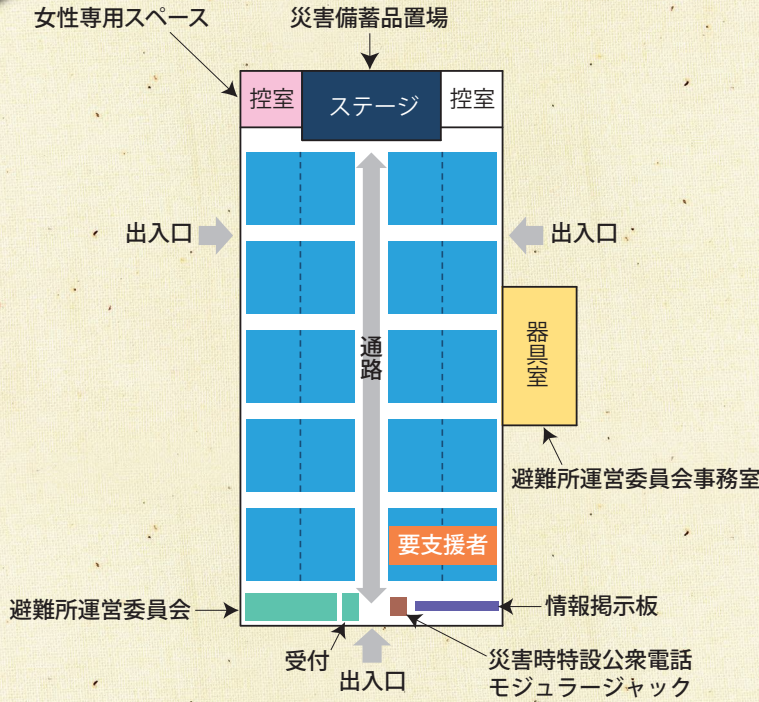 女性専用スペース
災害備蓄品置場
控室
ステージ
控室
出入口
出入口
通路
器具室
避難所運営委員会事務室
要支援者
避難所運営委員会
情報掲示板
受付
災害時特設公衆電話
モジュラージャック
出入口